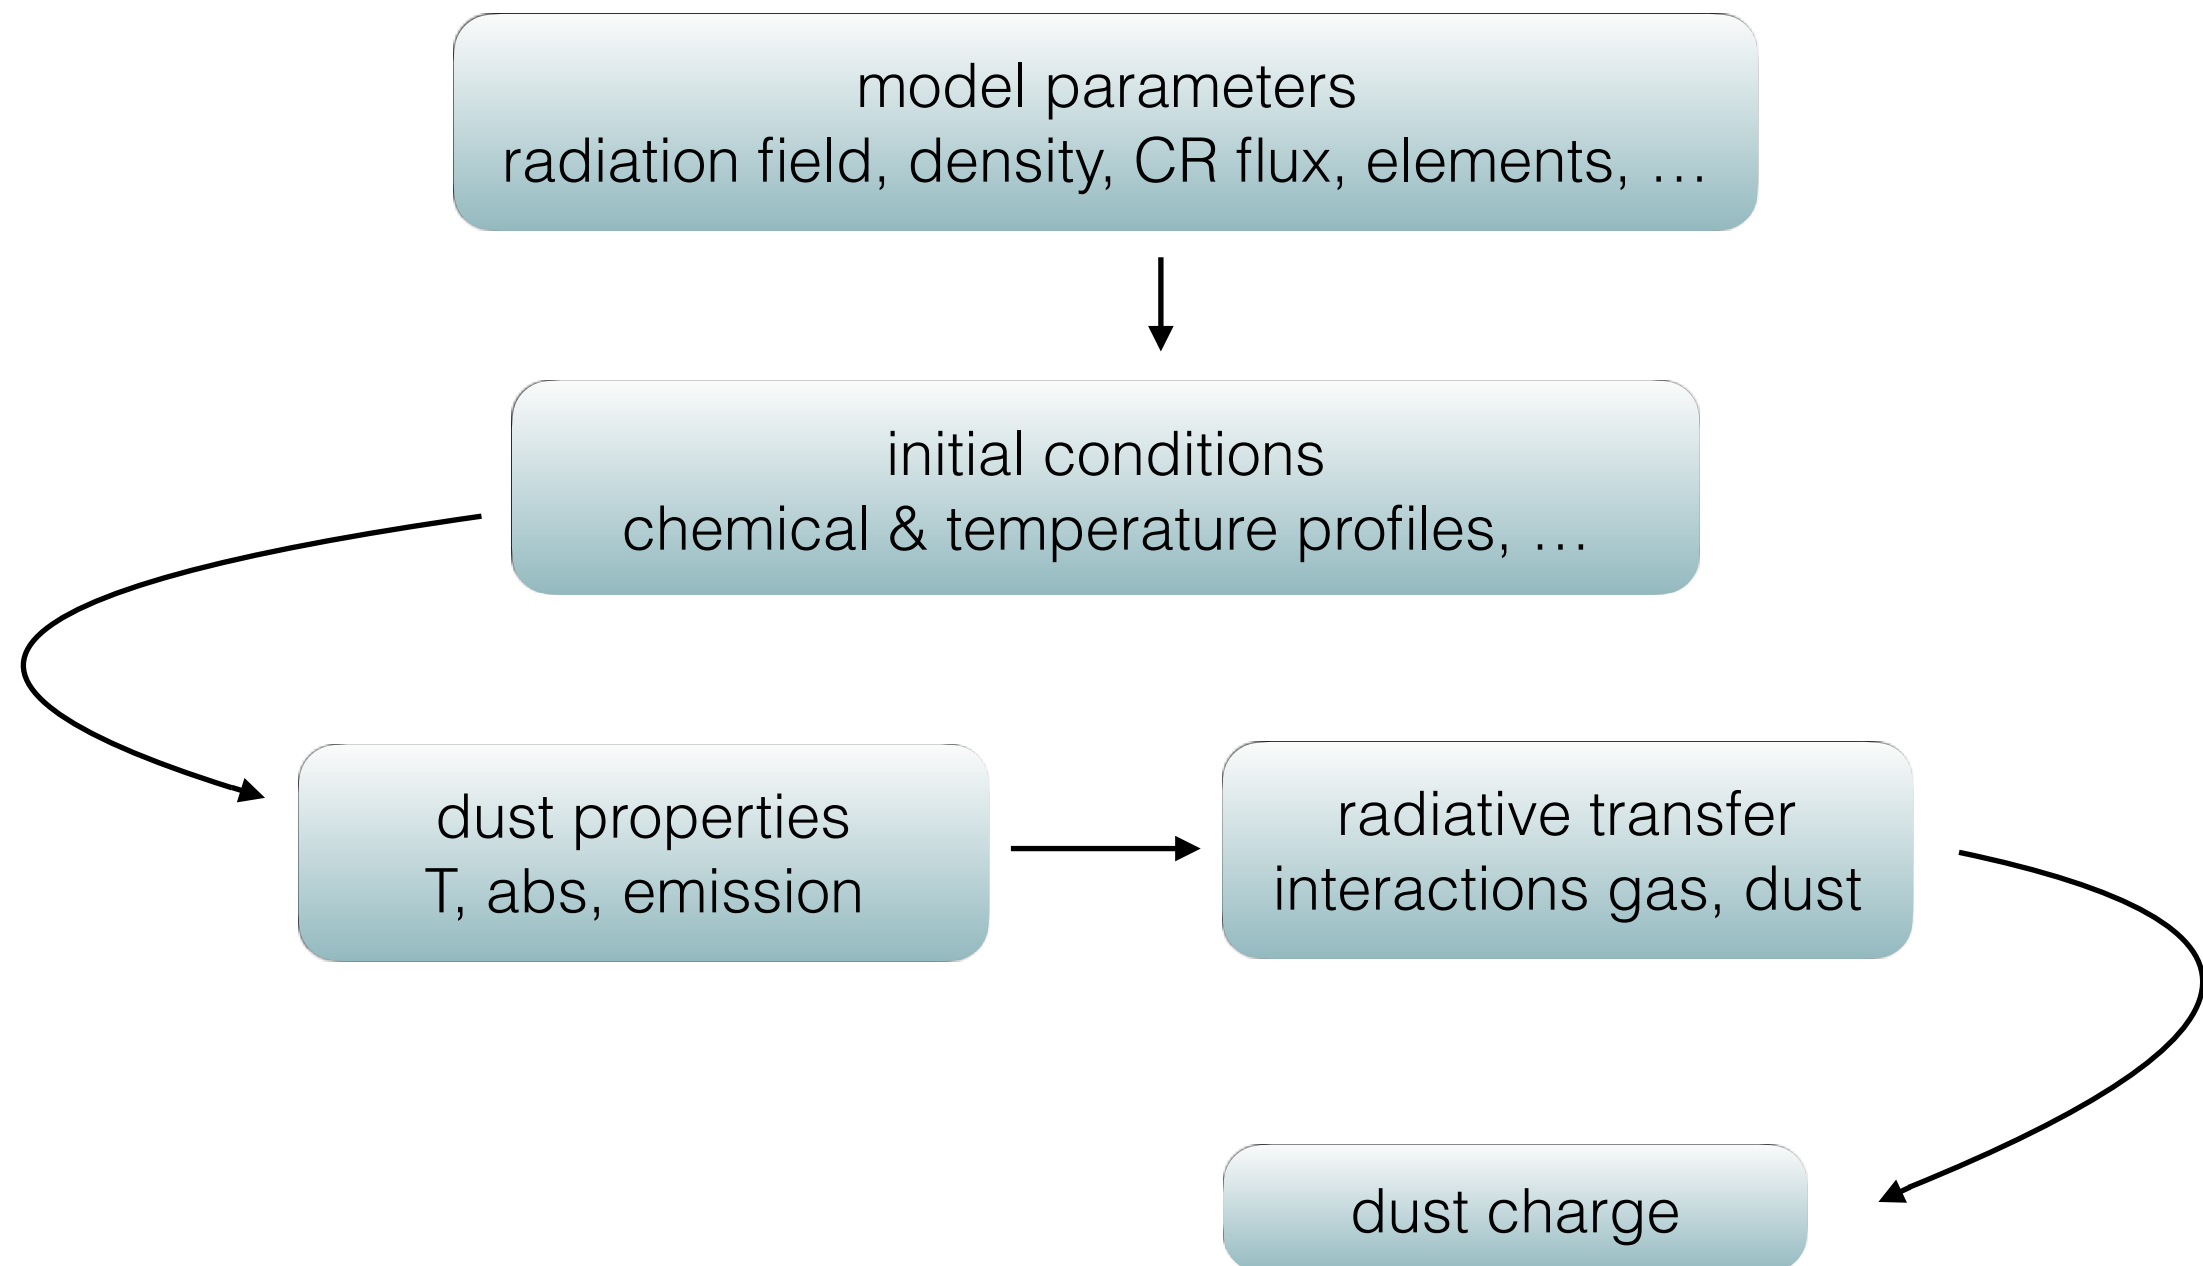 model parameters
radiation field, density, CR flux, elements, …
initial conditions
chemical & temperature profiles, …
dust properties
T, abs, emission
radiative transfer
interactions gas, dust
dust charge